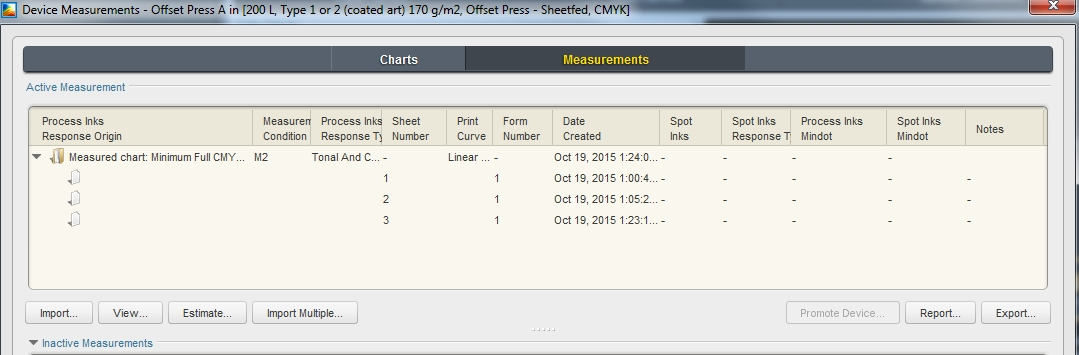 Device Measurements - Offset Press A in [200 L, Type 1 or 2 (coated art) 170 g/m2, Offset Press - Sheetfed, CMYK]
Charts Measurements
Active Measurement
Process Inks Measurem Process Inks Sheet Print Form Date Spot Spot Inks Process Inks Spot Inks Notes
Response Origin Condition Response Ty Number Curve Number Created Inks Response T Mindot Mindot
Measured chart: Minimum Full CMY... M2 Tonal And C... - Linear ... - Oct 19, 2015 1:24:0... - - - -
1 1 Oct 19, 2015 1:00:4... - - - - -
2 1 Oct 19, 2015 1:05:2... - - - - -
3 1 Oct 19, 2015 1:23:1... - - - - -
Import... View... Estimate... Import Multiple... Promote Device... Report... Export...
Inactive Measurements